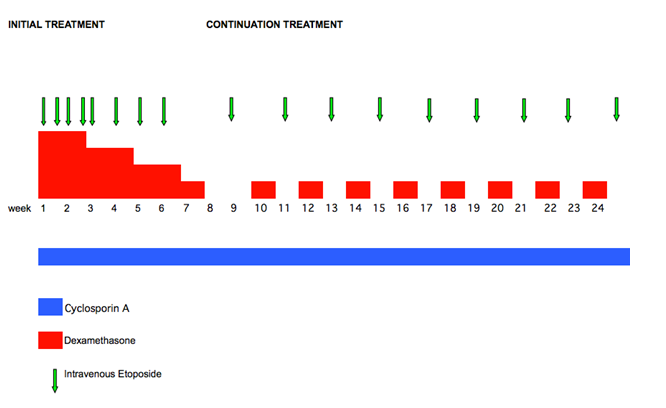 INITIAL TREATMENT CONTINUATION TREATMENT
week 1 2 3 4 5 6 7 8 9 10 11 12 13 14 15 16 17 18 19 20 21 22 23 24
Cyclosporin A
Dexamethasone
Intravenous Etoposide